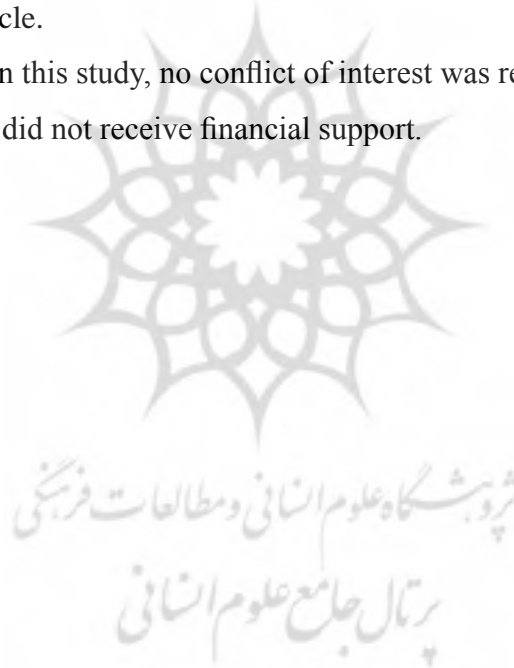 cle.
n this study, no conflict of interest was re
did not receive financial support.
پژوهشگاه علوم انسانی و مطالعات فرهنگی
پرتال جامع علوم انسانی